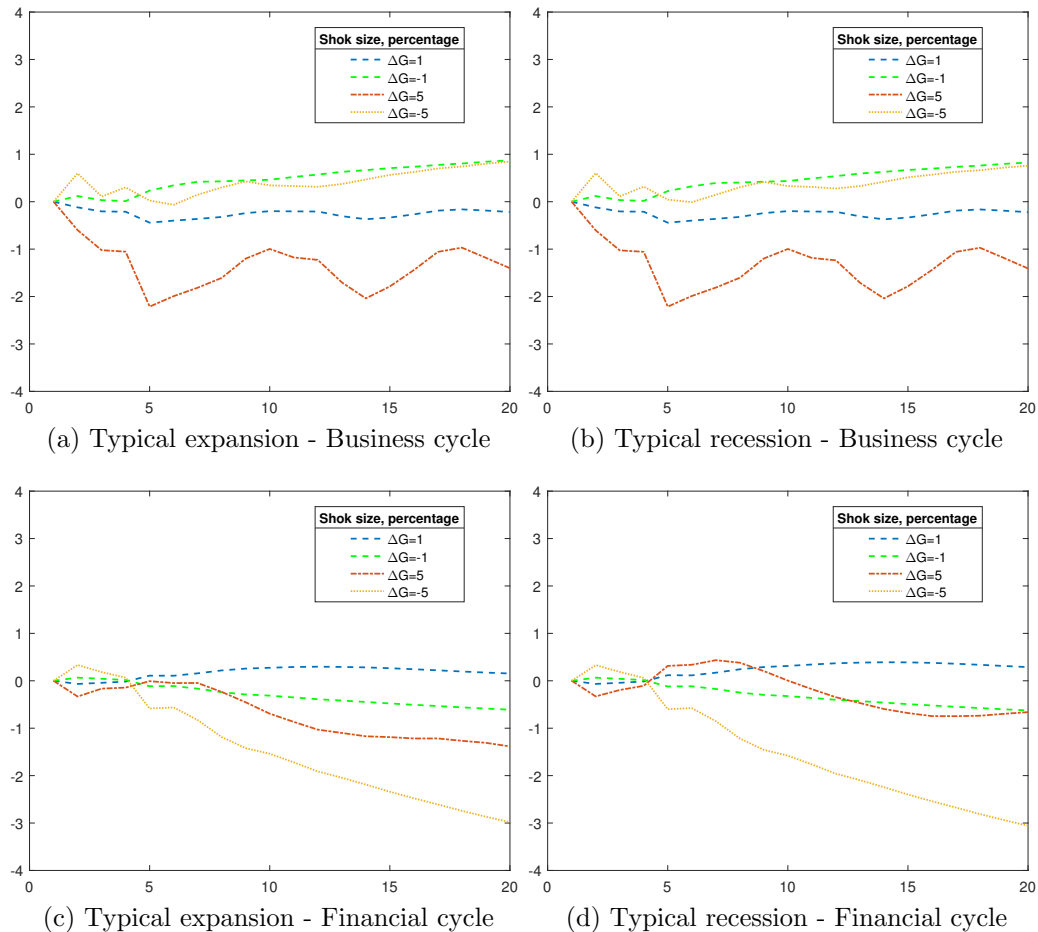 4
3
2
1
0
-1
-2
-3
-4
0 5 10 15 20
Shok size, percentage
ΔG=1
ΔG=-1
ΔG=5
ΔG=-5
(a) Typical expansion - Business cycle
4
3
2
1
0
-1
-2
-3
-4
0 5 10 15 20
Shok size, percentage
ΔG=1
ΔG=-1
ΔG=5
ΔG=-5
(b) Typical recession - Business cycle
4
3
2
1
0
-1
-2
-3
-4
0 5 10 15 20
Shok size, percentage
ΔG=1
ΔG=-1
ΔG=5
ΔG=-5
(c) Typical expansion - Financial cycle
4
3
2
1
0
-1
-2
-3
-4
0 5 10 15 20
Shok size, percentage
ΔG=1
ΔG=-1
ΔG=5
ΔG=-5
(d) Typical recession - Financial cycle